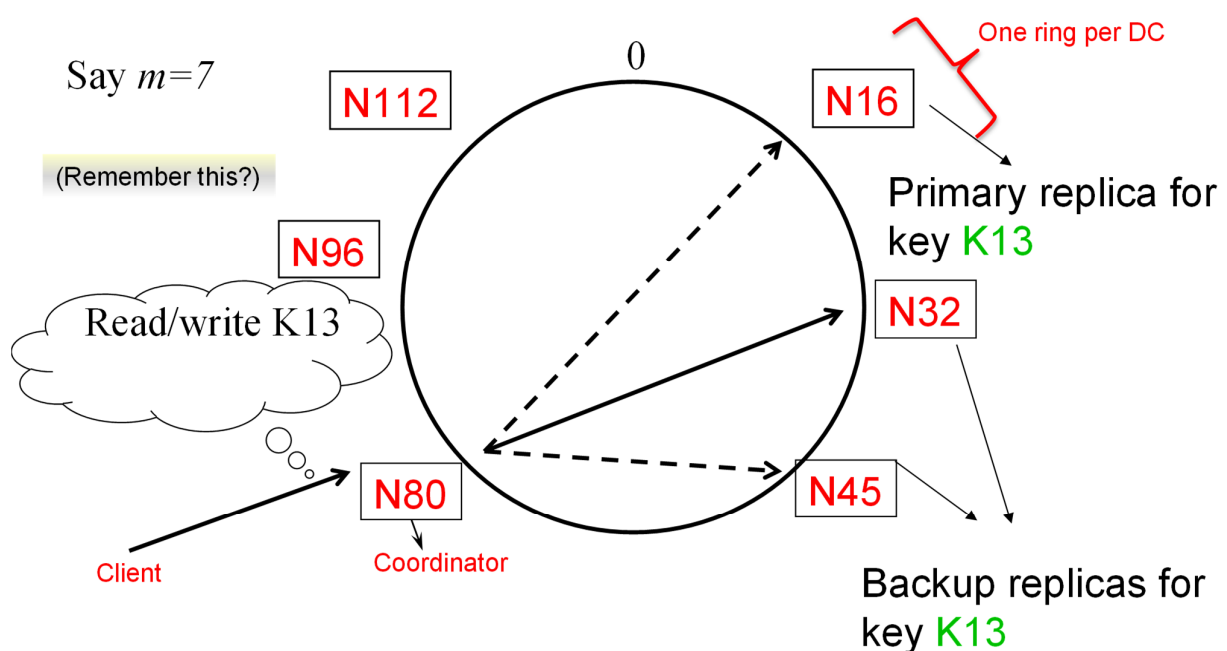 One ring per DC
Say m=7
0
N112
N16
(Remember this?)
Primary replica for
key K13
N96
Read/write K13
N32
N80
N45
Client
Coordinator
Backup replicas for
key K13